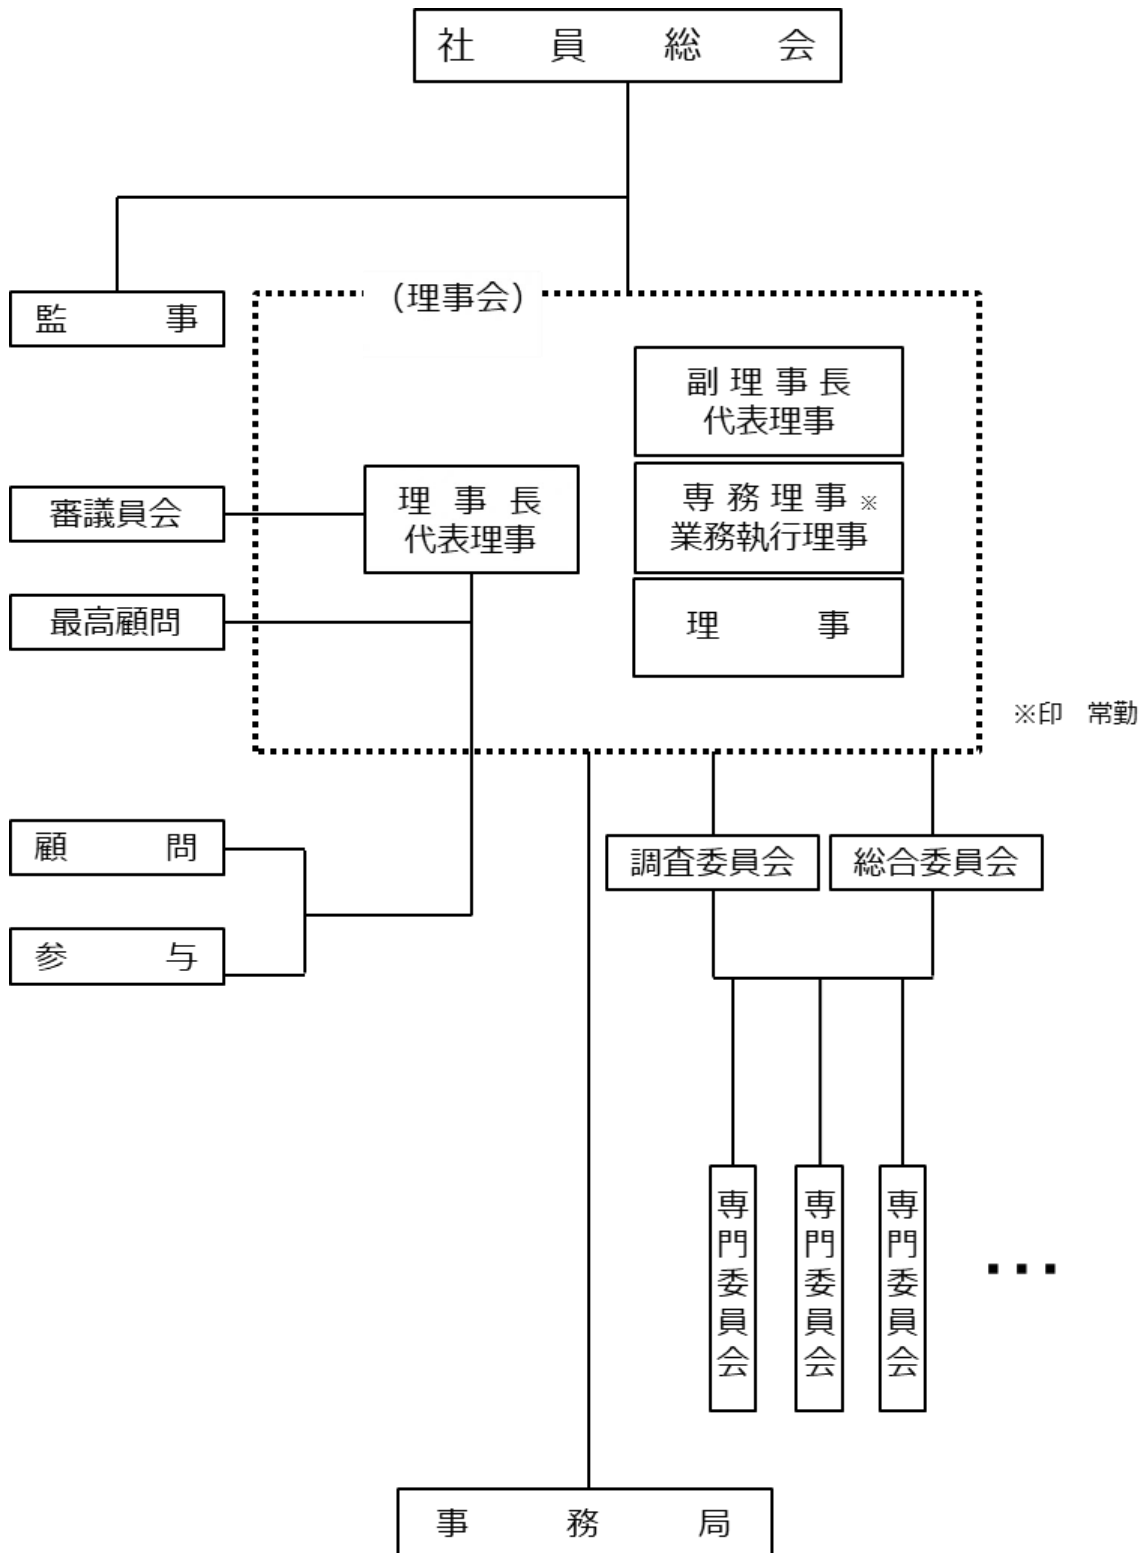 社員総会
監事
（理事会）
副理事長
代表理事
専務理事※
業務執行理事
理事
審議員会
理事長
代表理事
最高顧問
※印　常勤
顧問
参与
調査委員会
総合委員会
専門委員会
専門委員会
専門委員会
・・・
事務局